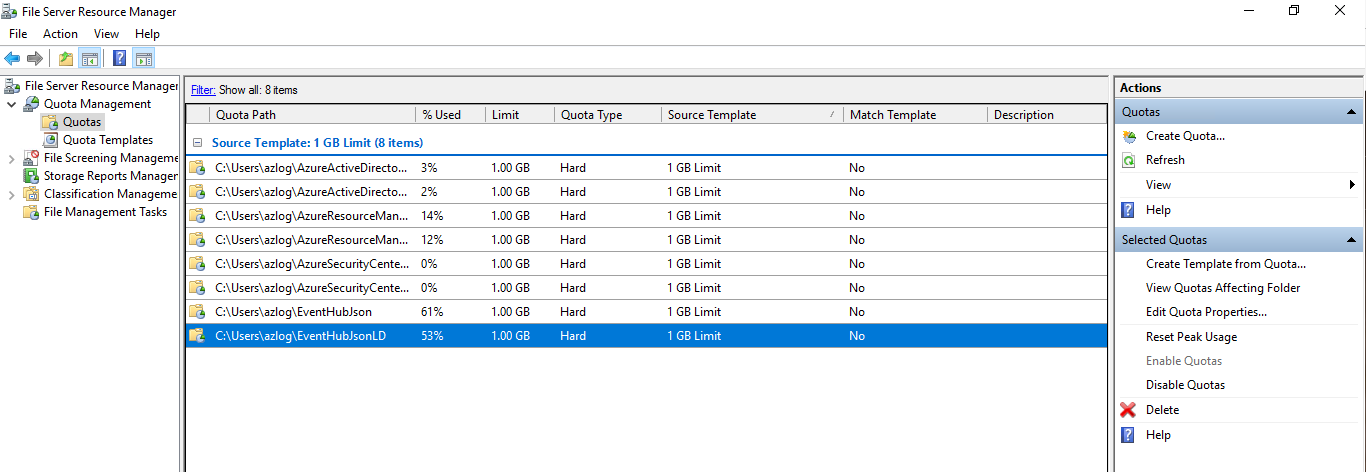 File Server Resource Manager
File Action View Help
File Server Resource Manager
Quota Management
Quotas
Quota Templates
File Screening Manageme
Storage Reports Manager
Classification Manageme
File Management Tasks
Filter: Show all: 8 items
Quota Path % Used Limit Quota Type Source Template Match Template Description
Source Template: 1 GB Limit (8 items)
C:\Users\azlog\AzureActiveDirecto... 3% 1.00 GB Hard 1 GB Limit No
C:\Users\azlog\AzureActiveDirecto... 2% 1.00 GB Hard 1 GB Limit No
C:\Users\azlog\AzureResourceMan... 14% 1.00 GB Hard 1 GB Limit No
C:\Users\azlog\AzureResourceMan... 12% 1.00 GB Hard 1 GB Limit No
C:\Users\azlog\AzureSecurityCente... 0% 1.00 GB Hard 1 GB Limit No
C:\Users\azlog\AzureSecurityCente... 0% 1.00 GB Hard 1 GB Limit No
C:\Users\azlog\EventHubJson 61% 1.00 GB Hard 1 GB Limit No
C:\Users\azlog\EventHubJsonLD 53% 1.00 GB Hard 1 GB Limit No
Actions
Quotas
Create Quota...
Refresh
View
Help
Selected Quotas
Create Template from Quota...
View Quotas Affecting Folder
Edit Quota Properties...
Reset Peak Usage
Enable Quotas
Disable Quotas
Delete
Help